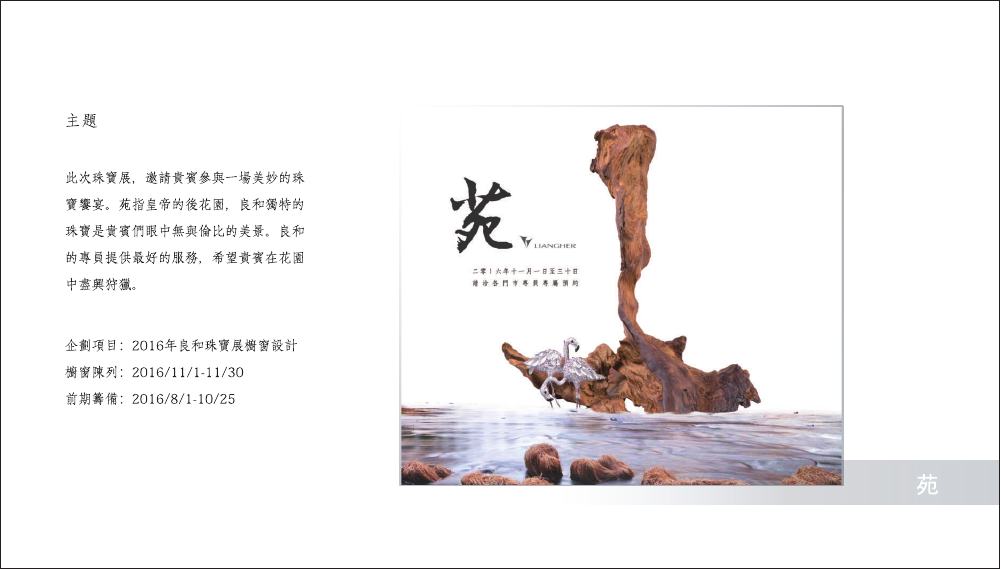 主題
此次珠寶展，邀請貴賓參與一場美妙的珠
寶饗宴。苑指皇帝的後花園，良和獨特的
珠寶是貴賓們眼中無與倫比的美景。良和
的專員提供最好的服務，希望貴賓在花園
中盡興狩獵。
企劃項目：2016年良和珠寶展櫥窗設計
櫥窗陳列：2016/11/1-11/30
前期籌備：2016/8/1-10/25
苑
LIANGHER
二零丨六年十一月一日至三十日
請洽各門市專員專屬預約
苑